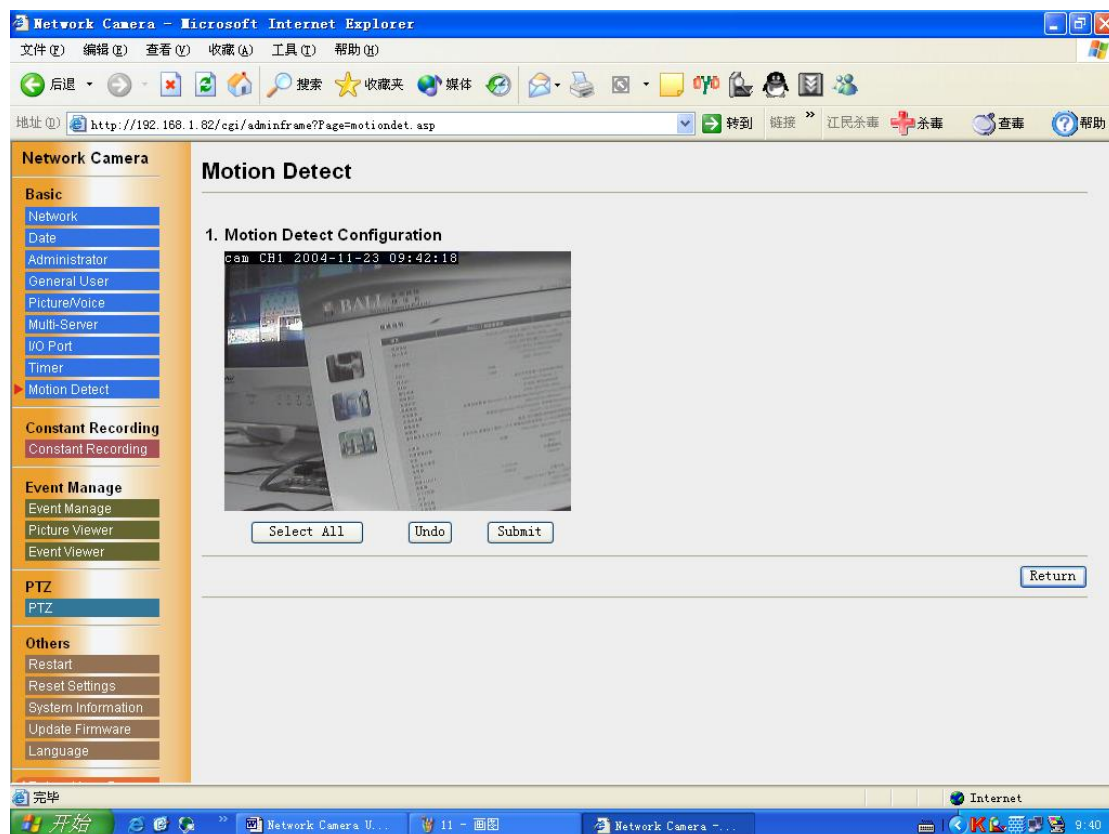 Network Camera - Microsoft Internet Explorer
文件(F) 编辑(E) 查看(V) 收藏(A) 工具(T) 帮助(H)
后退 搜索 收藏夹 媒体
地址(D) http://192.168.1.82/cgi/adminframe?Page=motiondet.asp 转到 链接 » 江民杀毒 杀毒 查毒 帮助
Network Camera
Basic
Network
Date
Administrator
General User
Picture/Voice
Multi-Server
I/O Port
Timer
Motion Detect
Constant Recording
Constant Recording
Event Manage
Event Manage
Picture Viewer
Event Viewer
PTZ
PTZ
Others
Restart
Reset Settings
System Information
Update Firmware
Language
Motion Detect
1. Motion Detect Configuration
cam CH1 2004-11-23 09:42:18
BALL
Select All Undo Submit
Return
完毕 Internet
开始 » Network Camera U... 11 - 画图 Network Camera -... 9:40